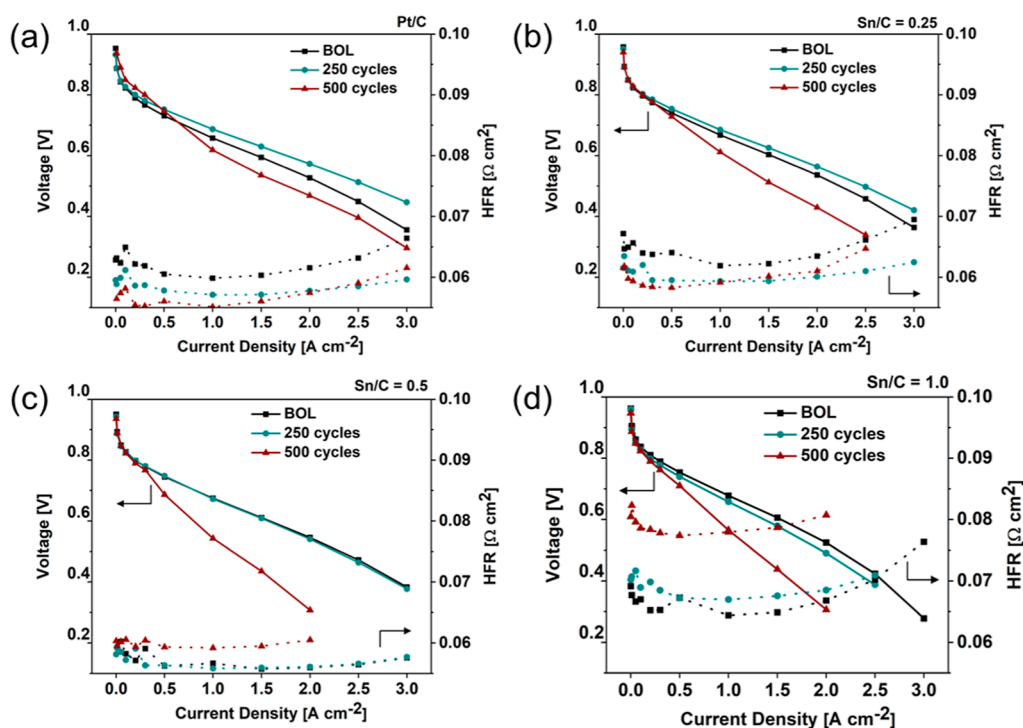 (a)
Pt/C
1.0
0.8
0.6
0.4
0.2
Voltage [V]
BOL
250 cycles
500 cycles
0.10
0.09
0.08
0.07
0.06
HFR [Ω cm²]
0.0 0.5 1.0 1.5 2.0 2.5 3.0
Current Density [A cm⁻²]
(b)
Sn/C = 0.25
1.0
0.8
0.6
0.4
0.2
Voltage [V]
BOL
250 cycles
500 cycles
0.10
0.09
0.08
0.07
0.06
HFR [Ω cm²]
0.0 0.5 1.0 1.5 2.0 2.5 3.0
Current Density [A cm⁻²]
(c)
Sn/C = 0.5
1.0
0.8
0.6
0.4
0.2
Voltage [V]
BOL
250 cycles
500 cycles
0.10
0.09
0.08
0.07
0.06
HFR [Ω cm²]
0.0 0.5 1.0 1.5 2.0 2.5 3.0
Current Density [A cm⁻²]
(d)
Sn/C = 1.0
1.0
0.8
0.6
0.4
0.2
Voltage [V]
BOL
250 cycles
500 cycles
0.10
0.09
0.08
0.07
0.06
HFR [Ω cm²]
0.0 0.5 1.0 1.5 2.0 2.5 3.0
Current Density [A cm⁻²]